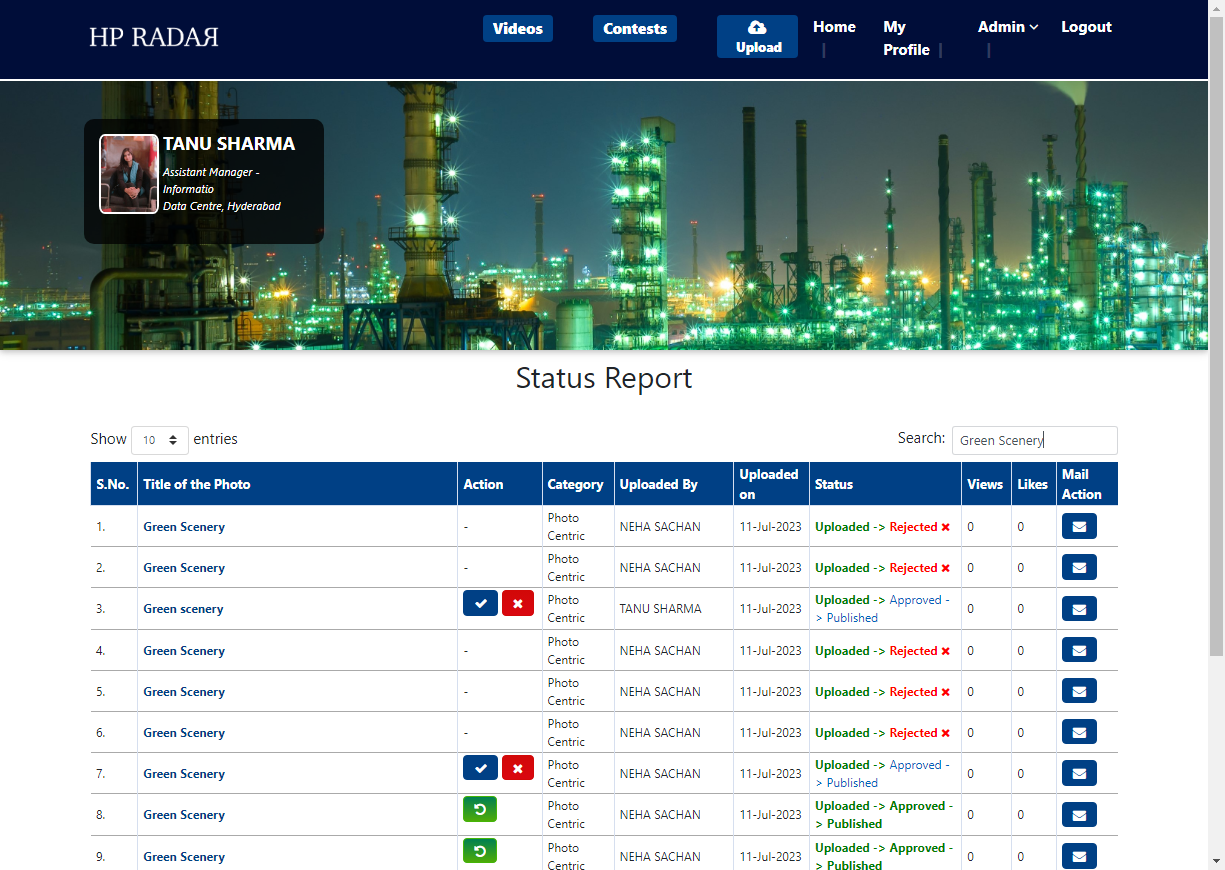 HP RADAЯ
Videos
Contests
Upload
Home
|
My
Profile |
Admin
|
Logout
TANU SHARMA
Assistant Manager -
Informatio
Data Centre, Hyderabad
Status Report
Show 10 entries
Search: Green Scenery
S.No. Title of the Photo Action Category Uploaded By Uploaded on Status Views Likes Mail Action
1. Green Scenery - Photo Centric NEHA SACHAN 11-Jul-2023 Uploaded -> Rejected 0 0
2. Green Scenery - Photo Centric NEHA SACHAN 11-Jul-2023 Uploaded -> Rejected 0 0
3. Green scenery Photo Centric TANU SHARMA 11-Jul-2023 Uploaded -> Approved -> Published 0 0
4. Green Scenery - Photo Centric NEHA SACHAN 11-Jul-2023 Uploaded -> Rejected 0 0
5. Green Scenery - Photo Centric NEHA SACHAN 11-Jul-2023 Uploaded -> Rejected 0 0
6. Green Scenery - Photo Centric NEHA SACHAN 11-Jul-2023 Uploaded -> Rejected 0 0
7. Green Scenery Photo Centric NEHA SACHAN 11-Jul-2023 Uploaded -> Approved -> Published 0 0
8. Green Scenery Photo Centric NEHA SACHAN 11-Jul-2023 Uploaded -> Approved -> Published 0 0
9. Green Scenery Photo Centric NEHA SACHAN 11-Jul-2023 Uploaded -> Approved -> Published 0 0